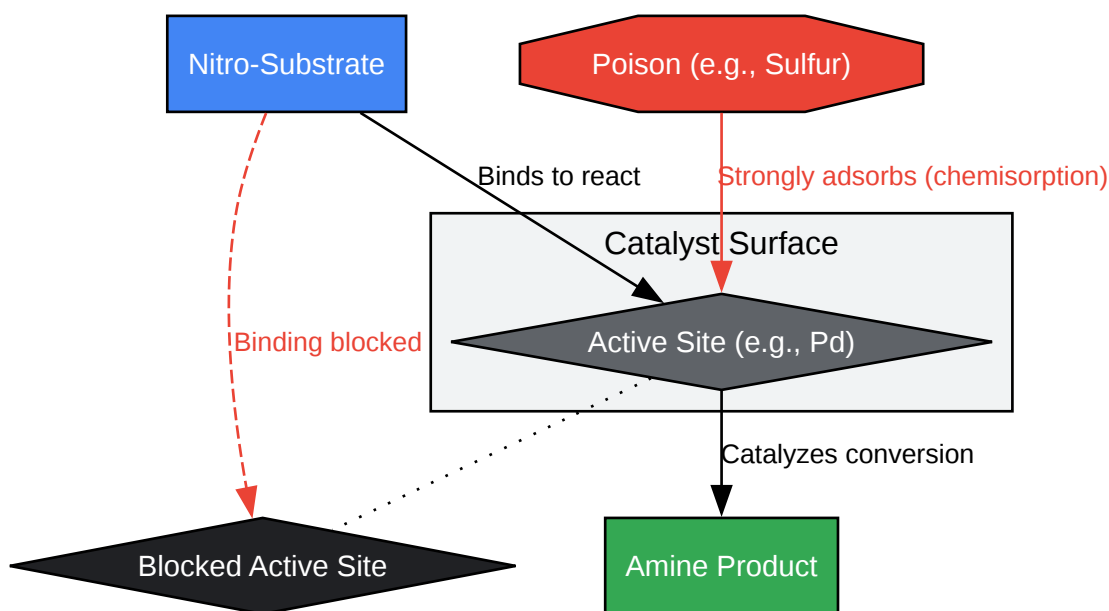 Nitro-Substrate
Poison (e.g., Sulfur)
Binds to react
Strongly adsorbs (chemisorption)
Catalyst Surface
Binding blocked
Active Site (e.g., Pd)
Catalyzes conversion
Blocked Active Site
Amine Product